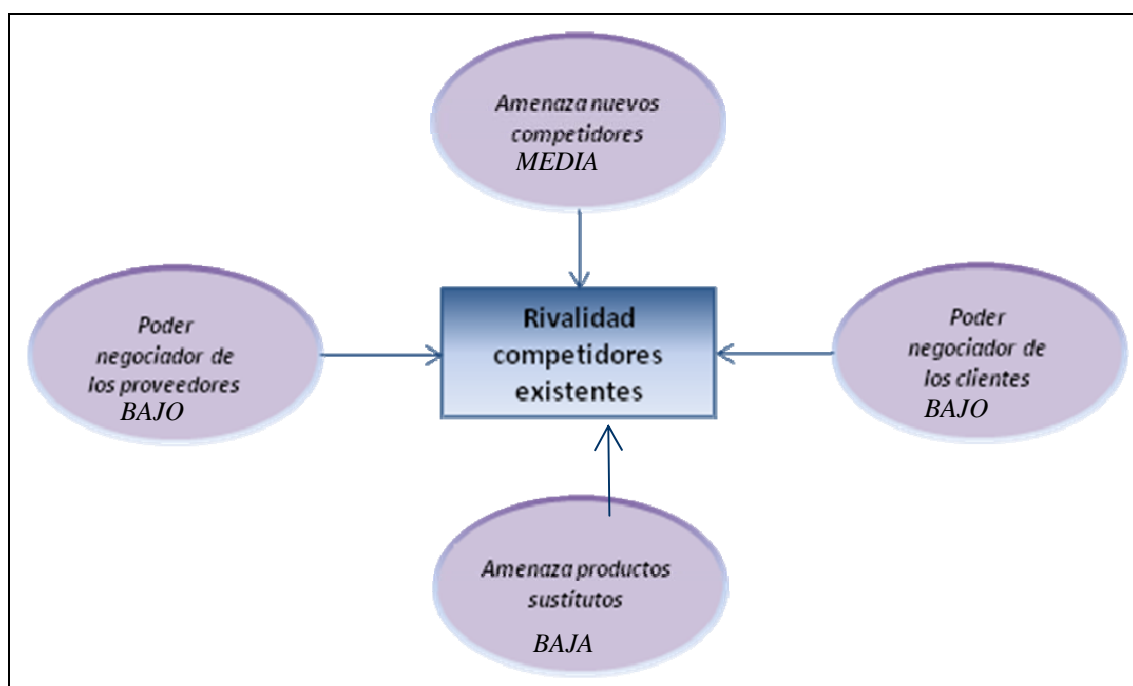 Amenaza nuevos
competidores
MEDIA
Poder
negociador de
los proveedores
BAJO
Rivalidad
competidores
existentes
Poder
negociador de
los clientes
BAJO
Amenaza productos
sustitutos
BAJA